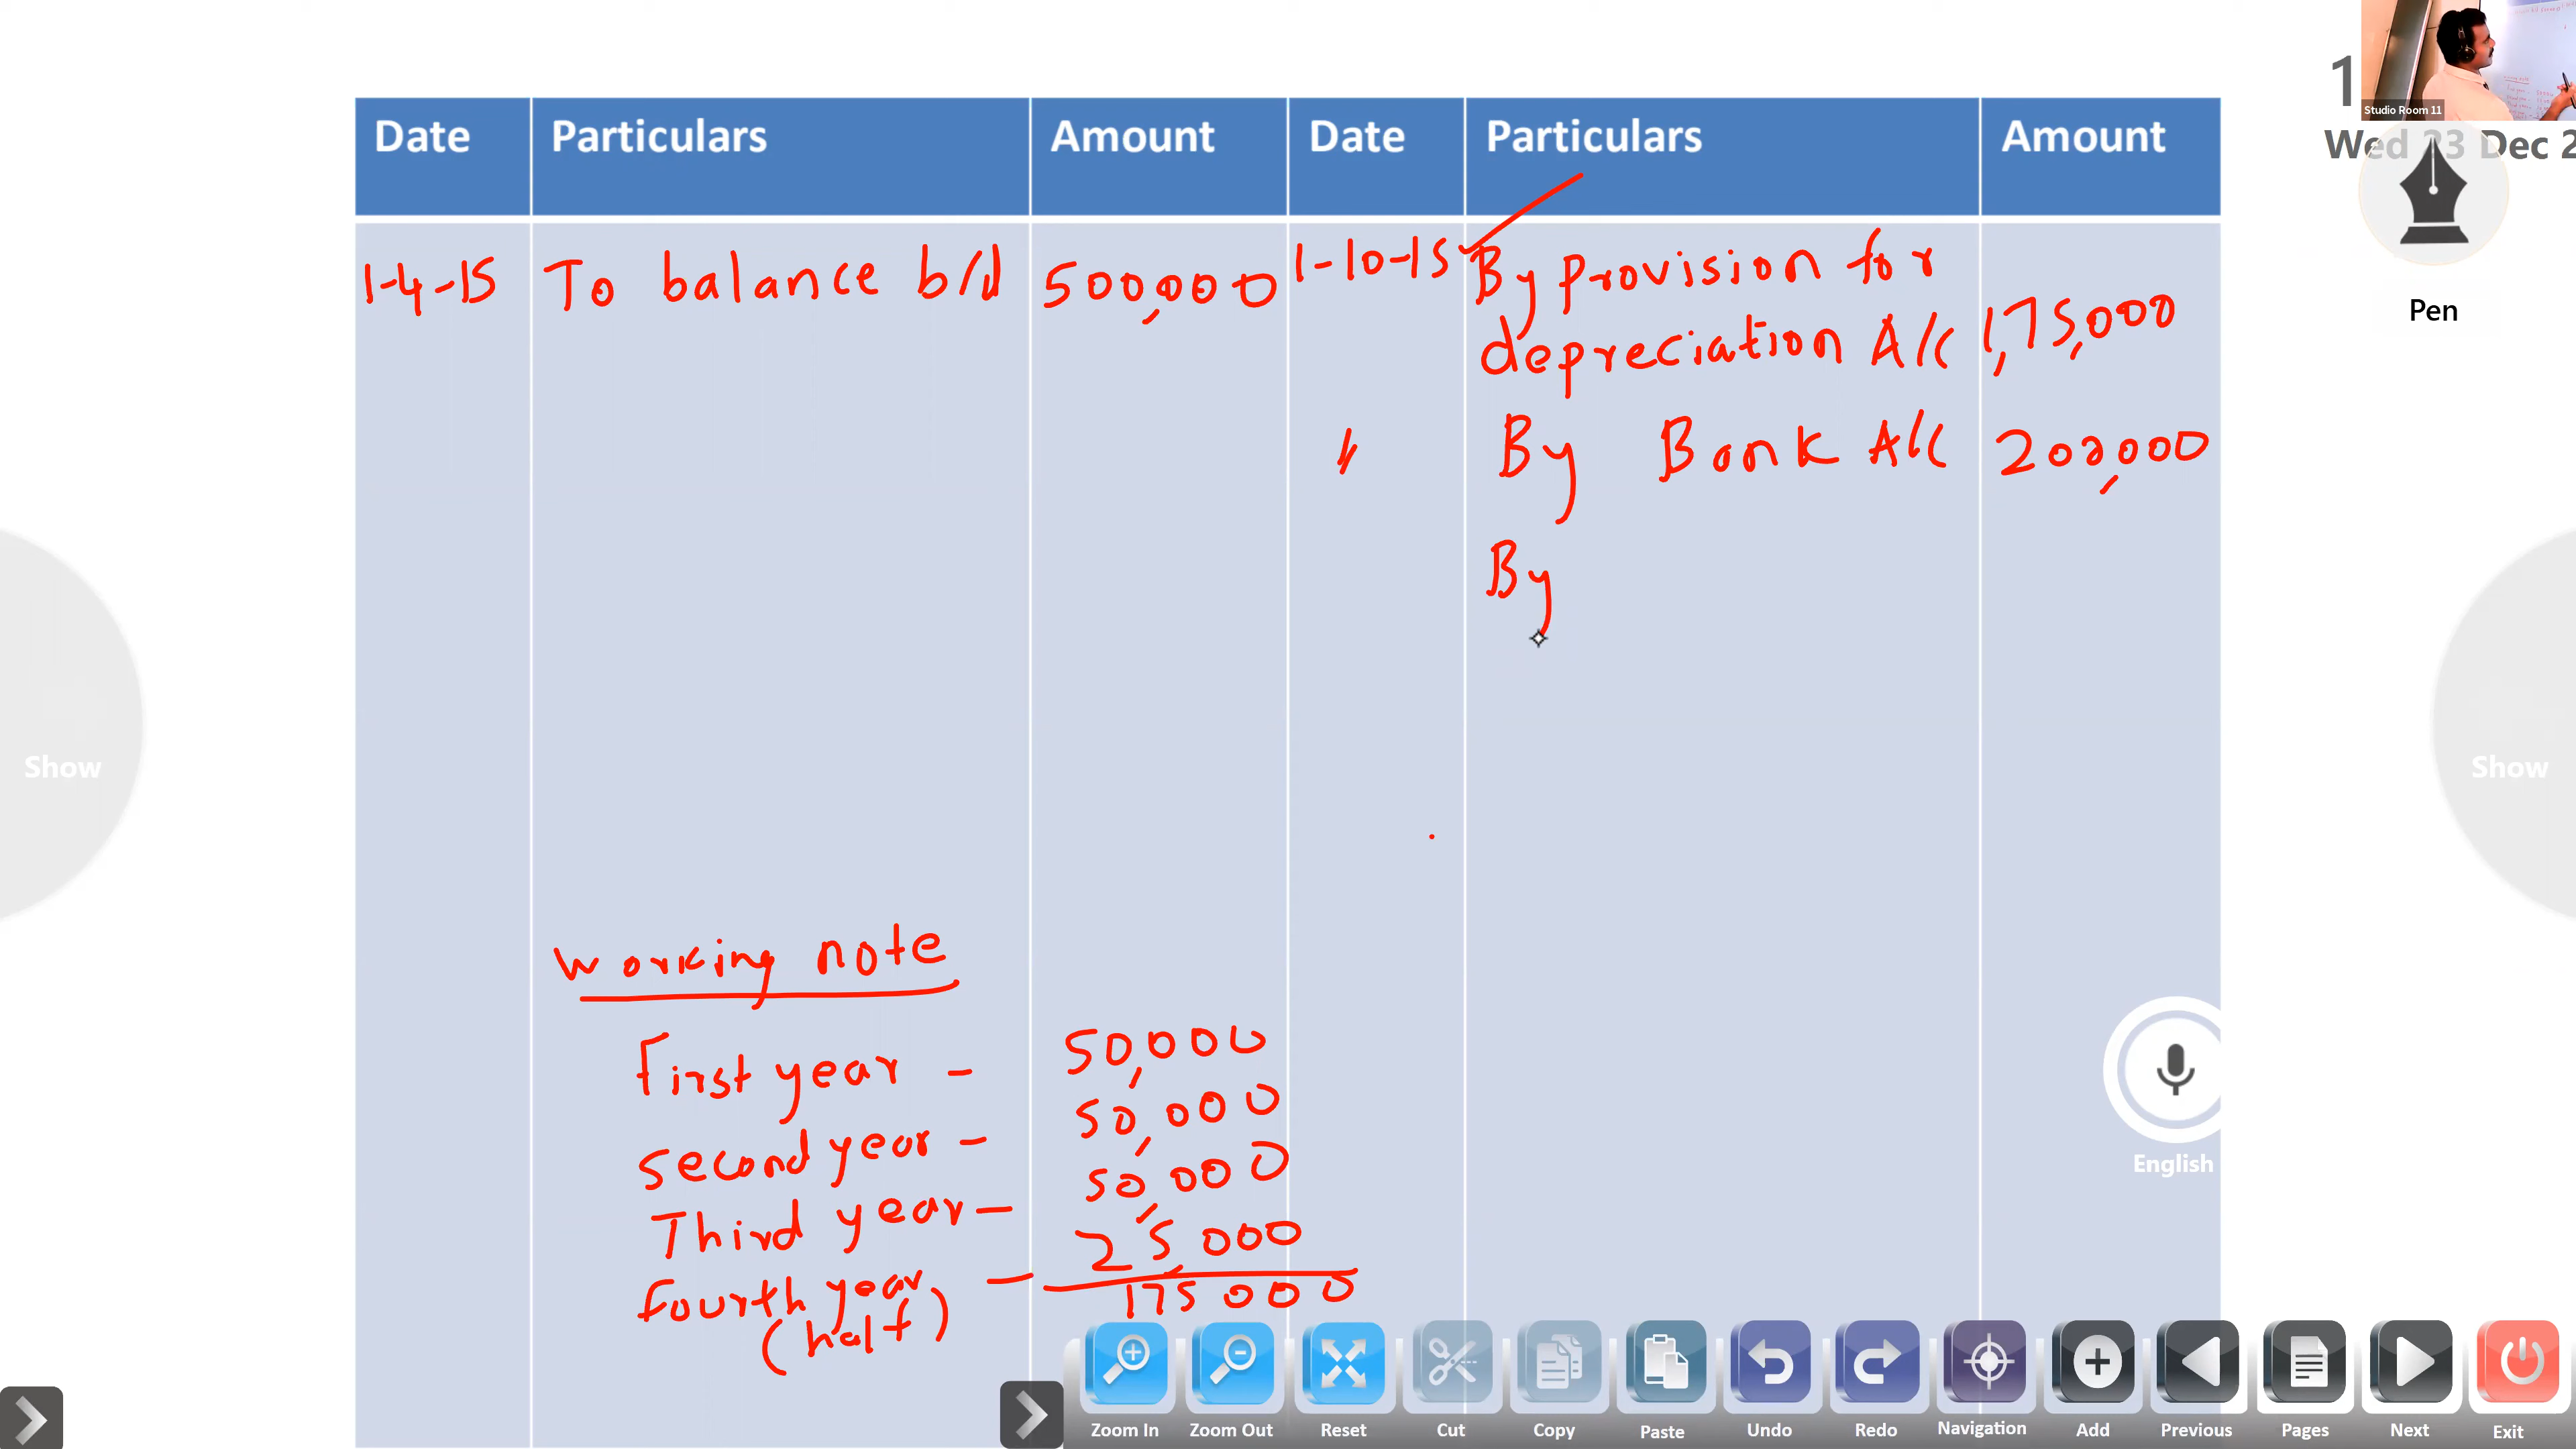 1
Studio Room 11
Wed 23 Dec 2
Pen
Date Particulars Amount Date Particulars Amount
1-4-15 To balance b/d 500,000 1-10-15 By provision for
depreciation A/c 1,75,000
By Bank A/c 200,000
By
Show
Show
Working note
First year - 50,000
second year - 50,000
Third year - 50,000
fourth year - 25,000
(half)
175000
English
Zoom In Zoom Out Reset Cut Copy Paste Undo Redo Navigation Add Previous Pages Next Exit